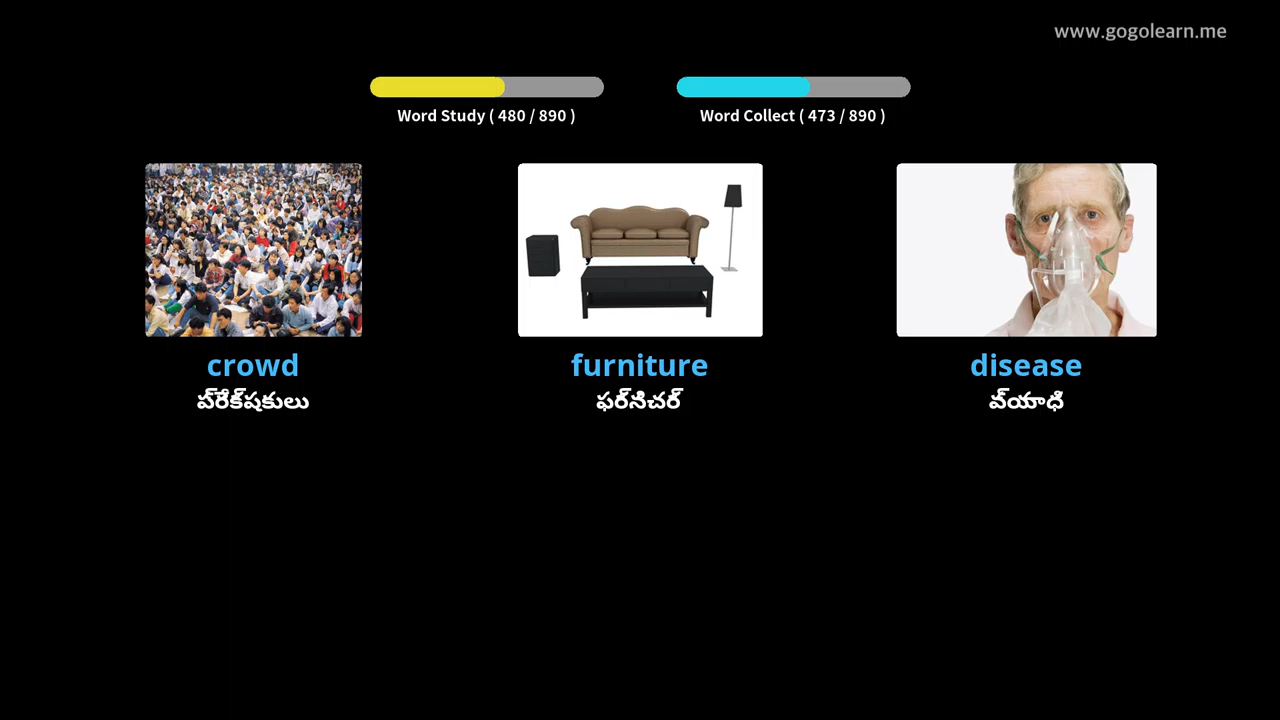 www.gogolearn.me
Word Study ( 480 / 890 )
Word Collect ( 473 / 890 )
crowd
furniture
disease
ప్రేక్షకులు
ఫర్నిచర్
వ్యాధి